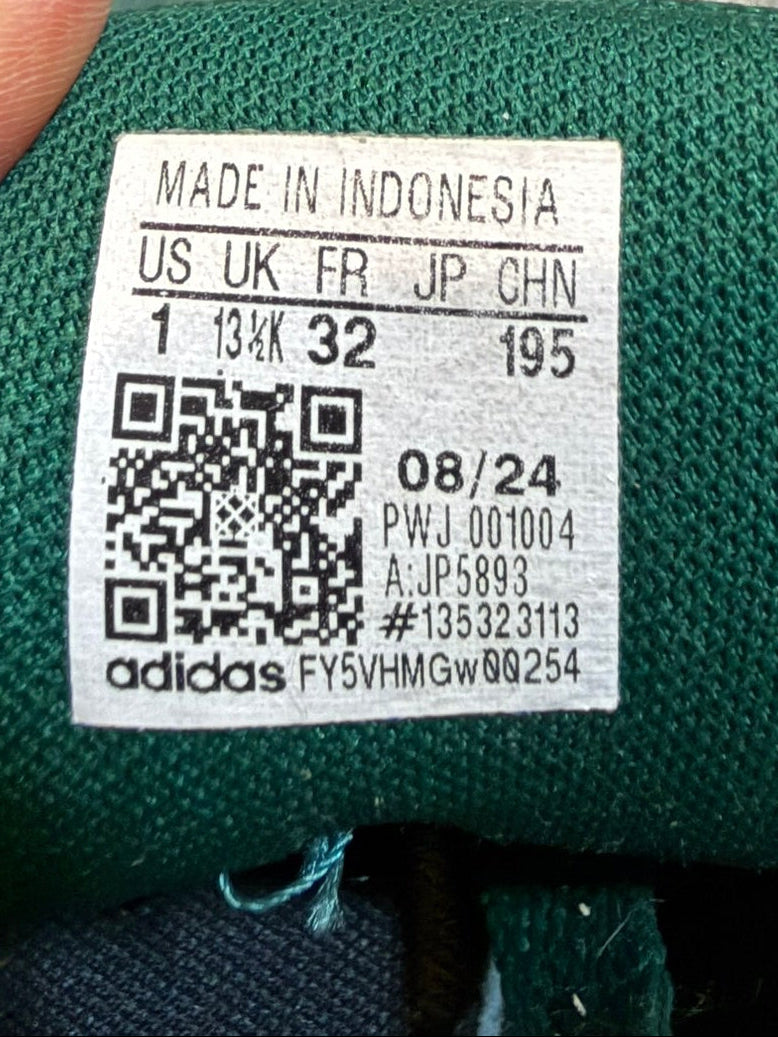 MADE IN INDONESIA
US UK FR JP CHN
1 13½K 32 195
08/24
PWJ 001004
A:JP5893
#135323113
adidas FY5VHMGw00254